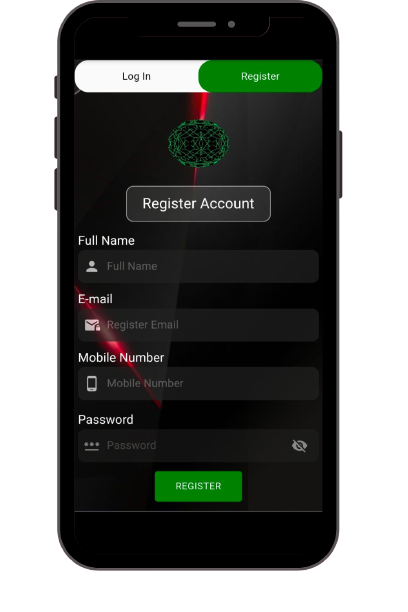 Log In
Register
Register Account
Full Name
Full Name
E-mail
Register Email
Mobile Number
Mobile Number
Password
Password
REGISTER